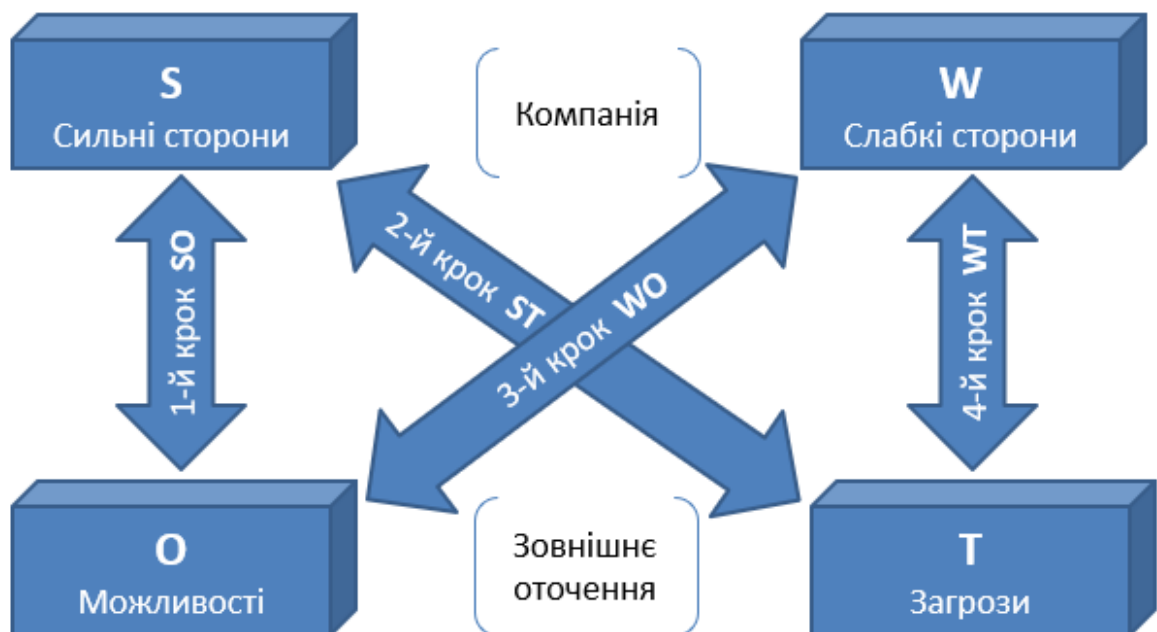 S
Сильні сторони
Компанія
W
Слабкі сторони
1-й крок SO
2-й крок ST
3-й крок WO
4-й крок WT
O
Можливості
Зовнішнє
оточення
T
Загрози